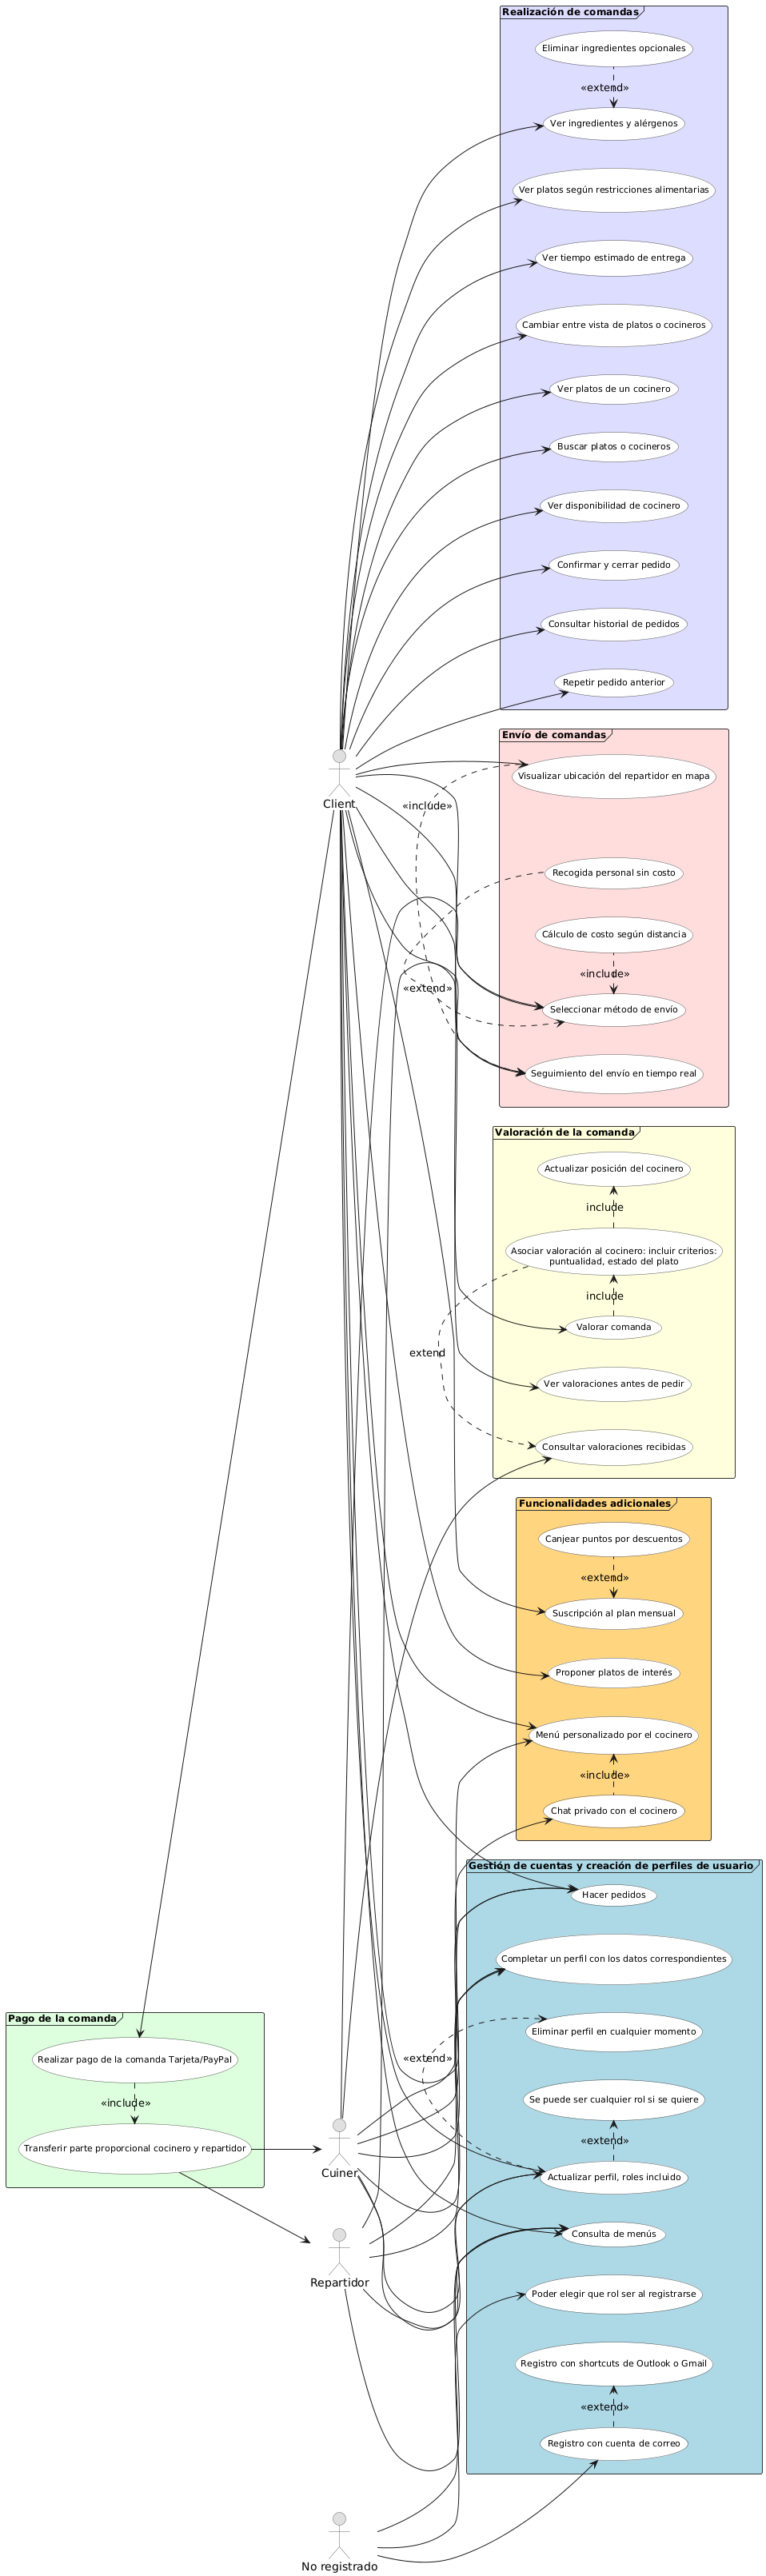 Realización de comandas
Eliminar ingredientes opcionales
«extend»
Ver ingredientes y alérgenos
Ver platos según restricciones alimentarias
Ver tiempo estimado de entrega
Cambiar entre vista de platos o cocineros
Ver platos de un cocinero
Buscar platos o cocineros
Ver disponibilidad de cocinero
Confirmar y cerrar pedido
Consultar historial de pedidos
Repetir pedido anterior
Envío de comandas
Client
Visualizar ubicación del repartidor en mapa
«include»
Recogida personal sin costo
Cálculo de costo según distancia
«include»
«extend»
Seleccionar método de envío
Seguimiento del envío en tiempo real
Valoración de la comanda
Actualizar posición del cocinero
include
Asociar valoración al cocinero: incluir criterios:
puntualidad, estado del plato
include
Valorar comanda
extend
Ver valoraciones antes de pedir
Consultar valoraciones recibidas
Funcionalidades adicionales
Canjear puntos por descuentos
«extend»
Suscripción al plan mensual
Proponer platos de interés
Menú personalizado por el cocinero
«include»
Chat privado con el cocinero
Gestión de cuentas y creación de perfiles de usuario
Hacer pedidos
Completar un perfil con los datos correspondientes
Pago de la comanda
Eliminar perfil en cualquier momento
Realizar pago de la comanda Tarjeta/PayPal
«extend»
Se puede ser cualquier rol si se quiere
«include»
«extend»
Transferir parte proporcional cocinero y repartidor
Cuiner
Actualizar perfil, roles incluido
Consulta de menús
Repartidor
Poder elegir que rol ser al registrarse
Registro con shortcuts de Outlook o Gmail
«extend»
Registro con cuenta de correo
No registrado